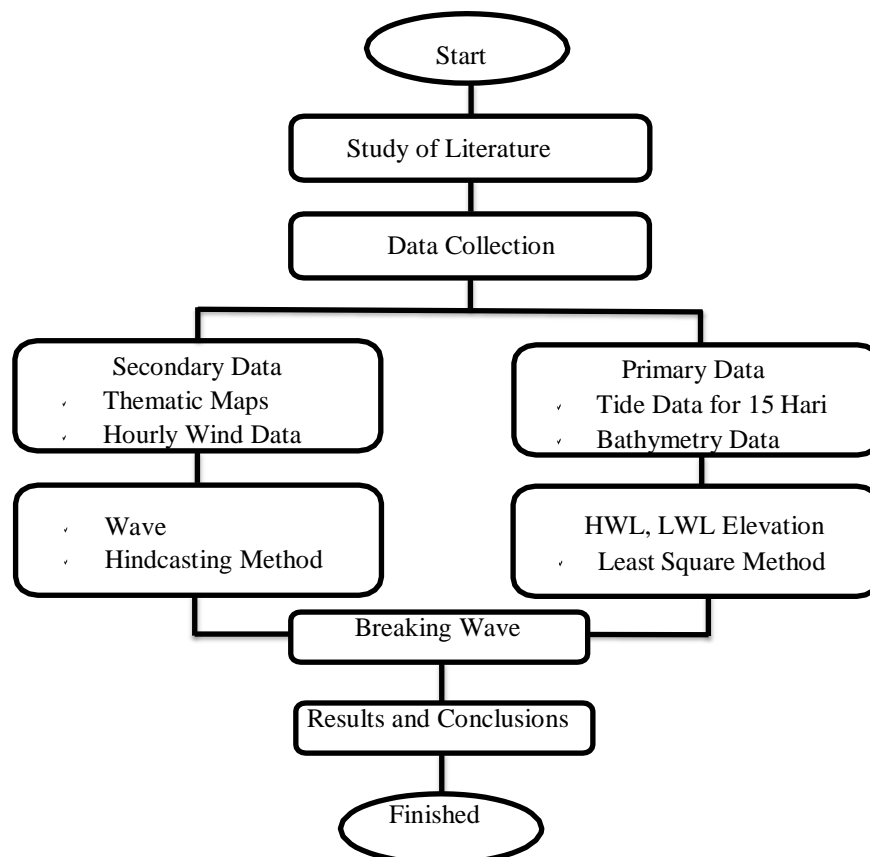 Start
Study of Literature
Data Collection
Secondary Data
✓ Thematic Maps
✓ Hourly Wind Data
Primary Data
✓ Tide Data for 15 Hari
✓ Bathymetry Data
✓ Wave
✓ Hindcasting Method
HWL, LWL Elevation
✓ Least Square Method
Breaking Wave
Results and Conclusions
Finished